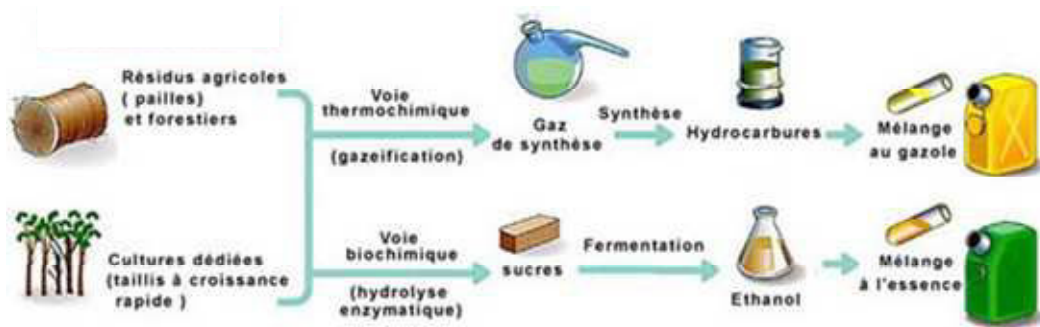 Résidus agricoles
( pailles)
et forestiers
Voie
thermochimique
(gazeification)
Gaz
de synthèse
Synthèse
Hydrocarbures
Mélange
au gazole
Cultures dédiées
(taillis à croissance
rapide )
Voie
biochimique
(hydrolyse
enzymatique)
sucres
Fermentation
Ethanol
Mélange
à l'essence